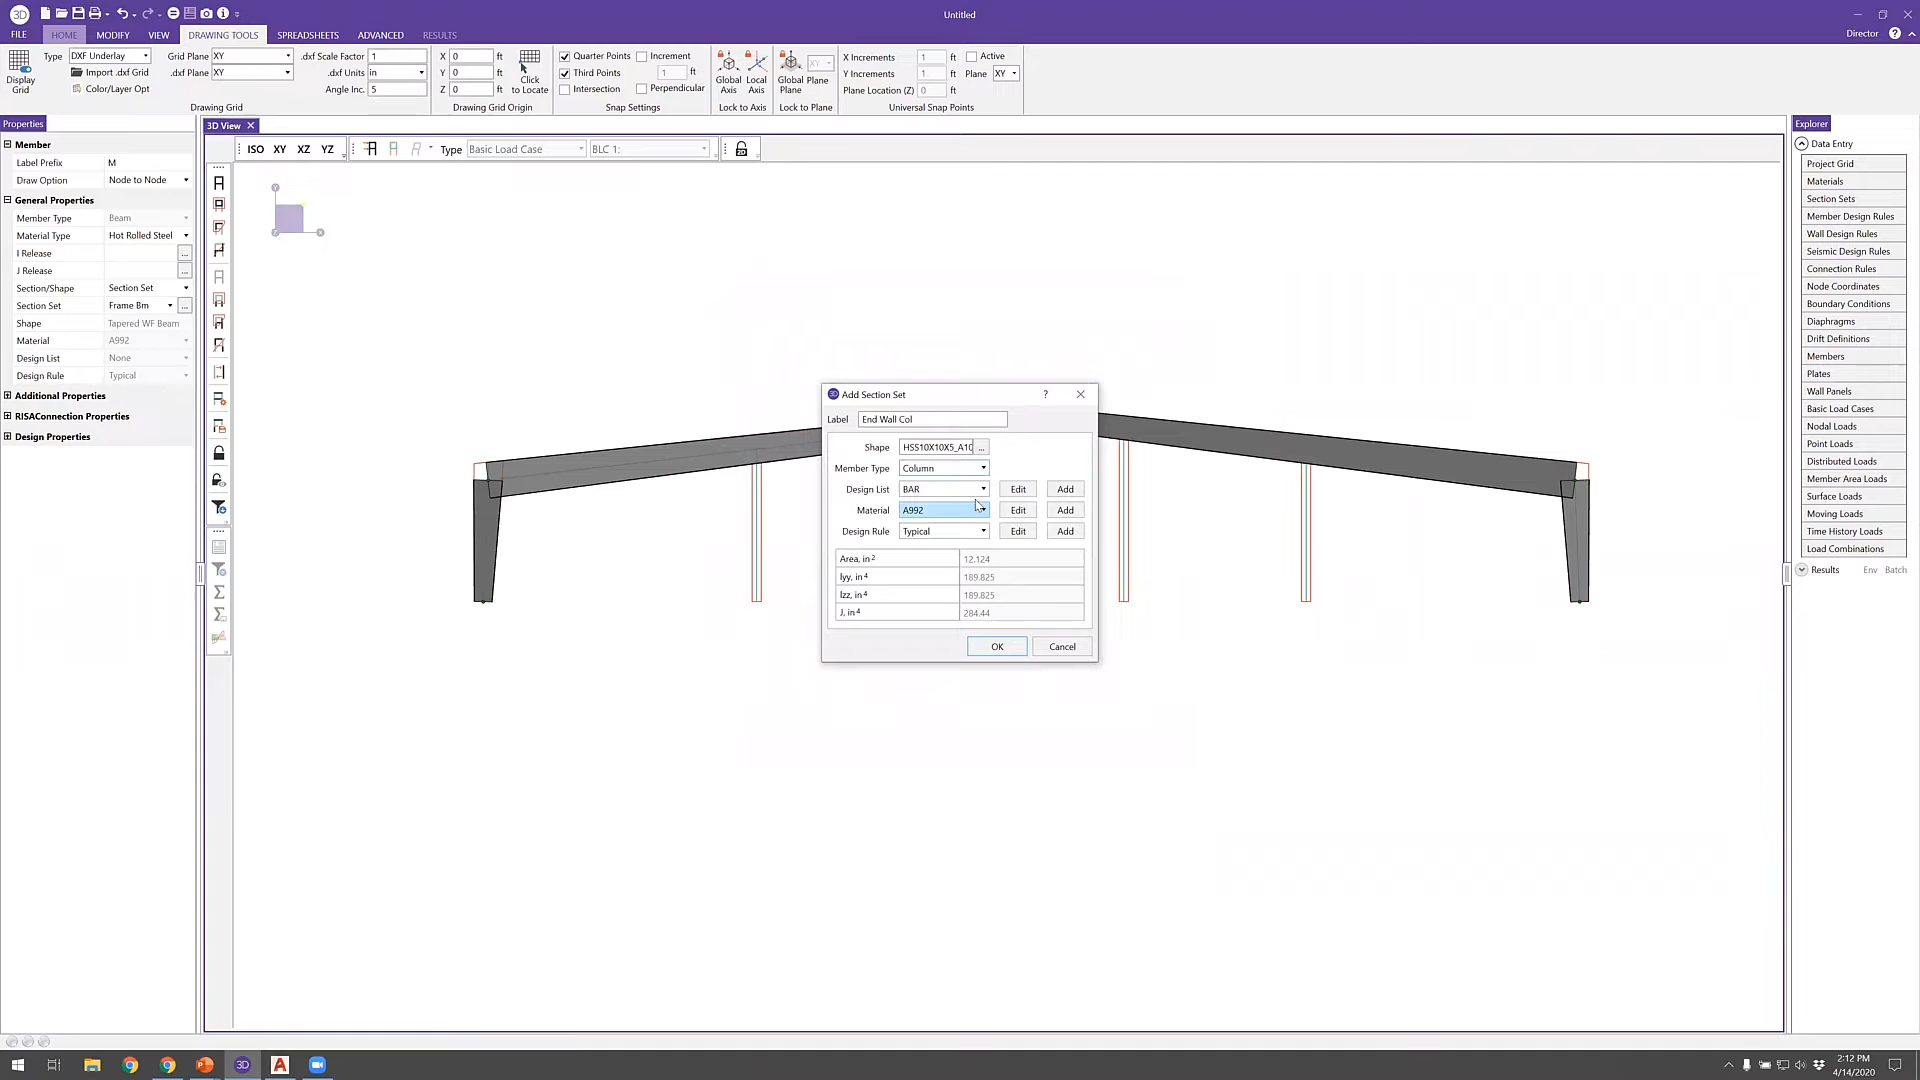 3D
Untitled
FILE HOME MODIFY VIEW DRAWING TOOLS SPREADSHEETS ADVANCED RESULTS
Director ?
Display Grid
Type DXF Underlay
Import .dxf Grid
Color/Layer Opt
Grid Plane XY
.dxf Plane XY
.dxf Scale Factor 1
.dxf Units in
Angle Inc. 5
Drawing Grid
X 0 ft
Y 0 ft
Z 0 ft
Click to Locate
Drawing Grid Origin
Quarter Points Increment
Third Points 1 ft
Intersection Perpendicular
Snap Settings
Global Axis Local Axis
Lock to Axis
Global Plane XY
Lock to Plane
X Increments 1 ft Active
Y Increments 1 ft Plane XY
Plane Location (Z) 0 ft
Universal Snap Points
Properties
Member
Label Prefix M
Draw Option Node to Node
General Properties
Member Type Beam
Material Type Hot Rolled Steel
I Release ...
J Release ...
Section/Shape Section Set
Section Set Frame Bm ...
Shape Tapered WF Beam
Material A992
Design List None
Design Rule Typical
Additional Properties
RISAConnection Properties
Design Properties
3D View
ISO XY XZ YZ Type Basic Load Case BLC 1:
Y
X
Add Section Set ?
Label End Wall Col
Shape HSS10X10X5_A10 ...
Member Type Column
Design List BAR Edit Add
Material A992 Edit Add
Design Rule Typical Edit Add
Area, in 2 12.124
Iyy, in 4 189.825
Izz, in 4 189.825
J, in 4 284.44
OK Cancel
Explorer
Data Entry
Project Grid
Materials
Section Sets
Member Design Rules
Wall Design Rules
Seismic Design Rules
Connection Rules
Node Coordinates
Boundary Conditions
Diaphragms
Drift Definitions
Members
Plates
Wall Panels
Basic Load Cases
Nodal Loads
Point Loads
Distributed Loads
Member Area Loads
Surface Loads
Moving Loads
Time History Loads
Load Combinations
Results Env Batch
3D
2:12 PM
4/14/2020